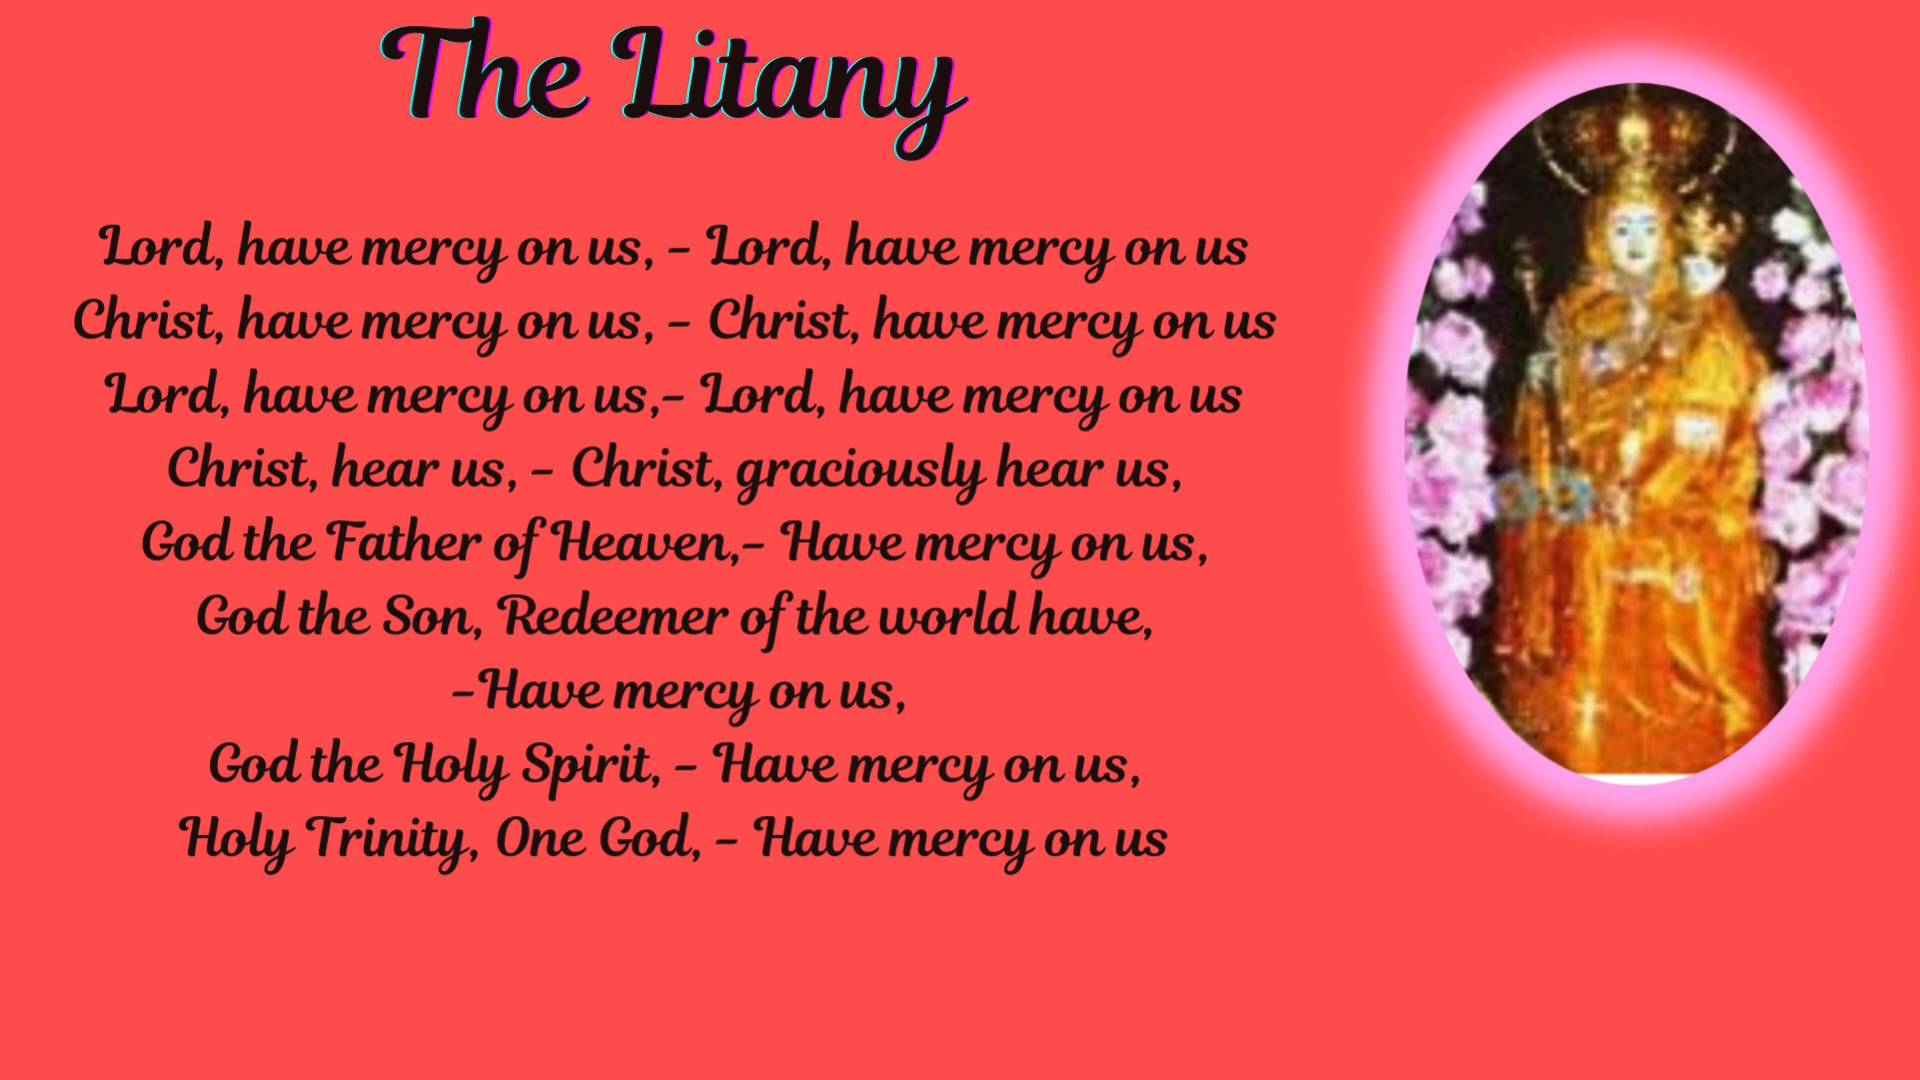 The Litany
Lord, have mercy on us, - Lord, have mercy on us
Christ, have mercy on us, - Christ, have mercy on us
Lord, have mercy on us,- Lord, have mercy on us
Christ, hear us, - Christ, graciously hear us,
God the Father of Heaven,- Have mercy on us,
God the Son, Redeemer of the world have,
-Have mercy on us,
God the Holy Spirit, - Have mercy on us,
Holy Trinity, One God, - Have mercy on us